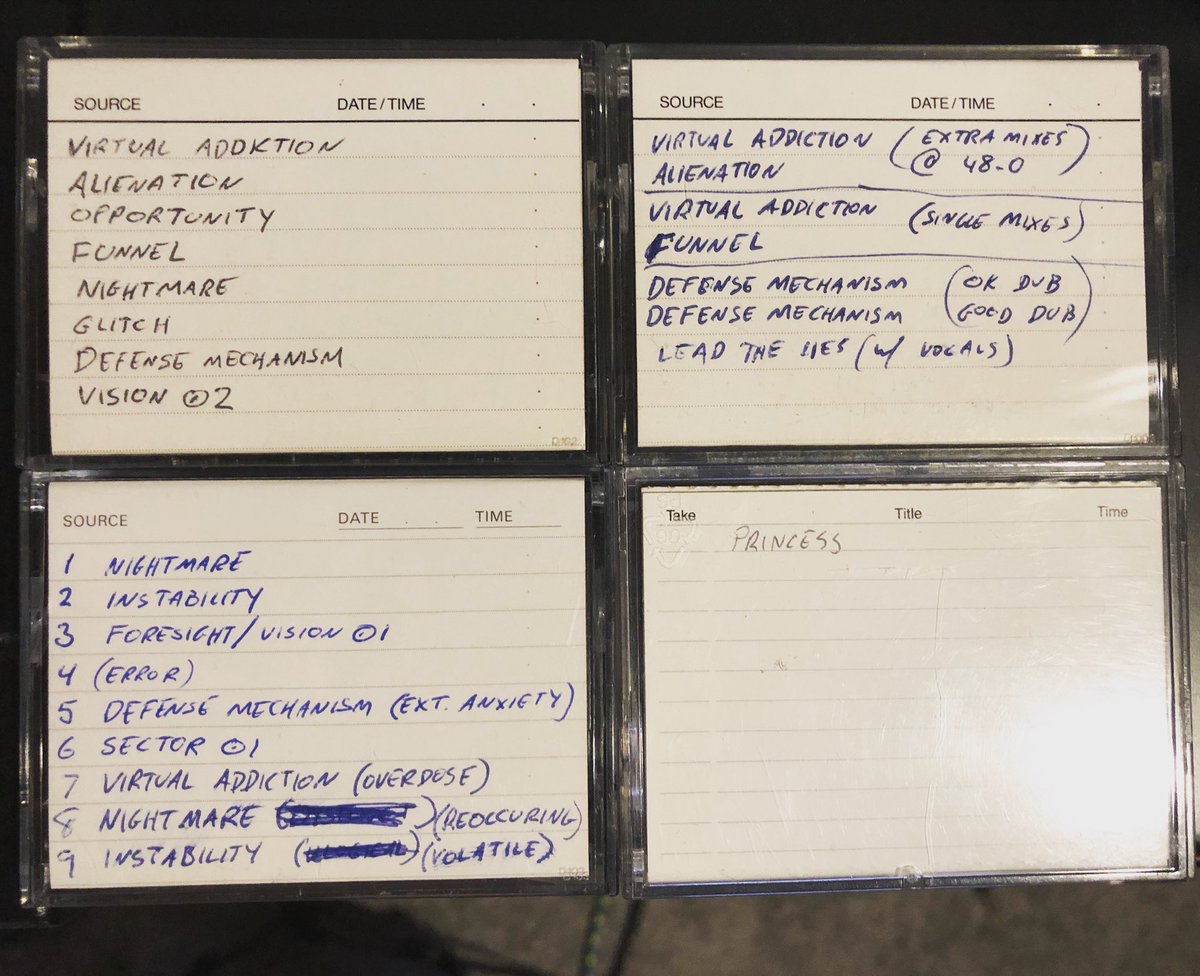 SOURCE DATE/TIME
VIRTUAL ADDICTION
ALIENATION
OPPORTUNITY
FUNNEL
NIGHTMARE
GLITCH
DEFENSE MECHANISM
VISION 02
SOURCE DATE/TIME
VIRTUAL ADDICTION (EXTRA MIXES)
ALIENATION @ 48-0
VIRTUAL ADDICTION (SINGLE MIXES)
FUNNEL
DEFENSE MECHANISM (OK DUB
DEFENSE MECHANISM GOOD DUB)
LEAD THE LIES (W/ VOCALS)
SOURCE DATE TIME
1 NIGHTMARE
2 INSTABILITY
3 FORESIGHT/VISION 01
4 (ERROR)
5 DEFENSE MECHANISM (EXT. ANXIETY)
6 SECTOR 01
7 VIRTUAL ADDICTION (OVERDOSE)
8 NIGHTMARE (REOCCURING)
9 INSTABILITY (VOLATILE)
Take Title Time
PRINCESS